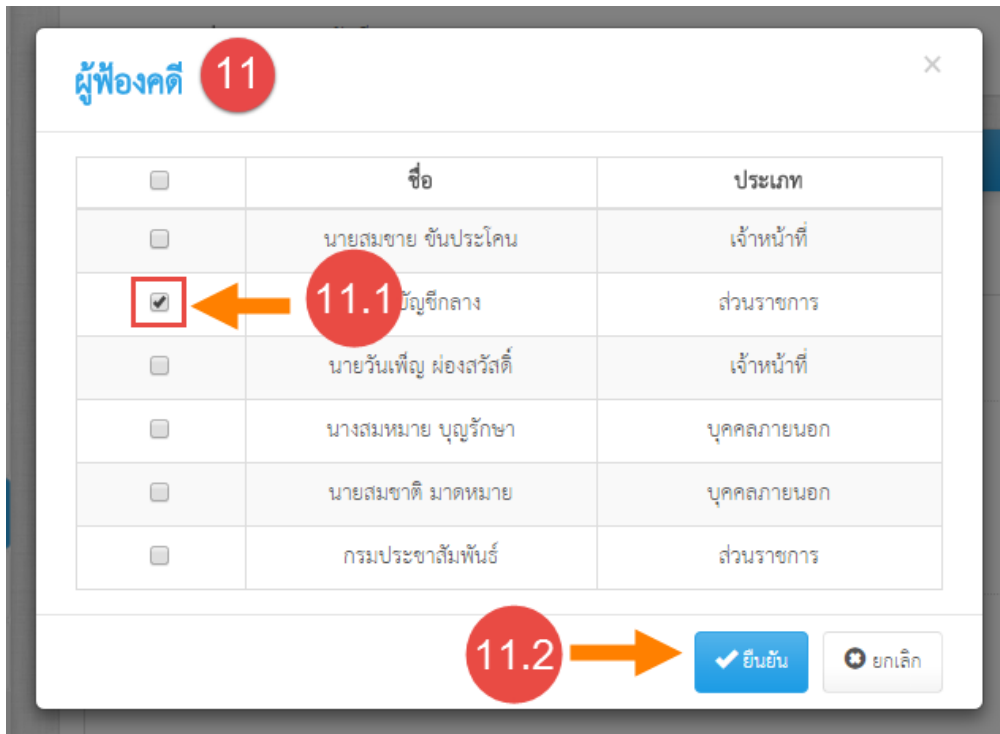 ผู้ฟ้องคดี 11
×
ชื่อ ประเภท
นายสมชาย ขันประโคน เจ้าหน้าที่
11.1 บัญชีกลาง ส่วนราชการ
นายวันเพ็ญ ผ่องสวัสดิ์ เจ้าหน้าที่
นางสมหมาย บุญรักษา บุคคลภายนอก
นายสมชาติ มาดหมาย บุคคลภายนอก
กรมประชาสัมพันธ์ ส่วนราชการ
11.2 ยืนยัน ยกเลิก